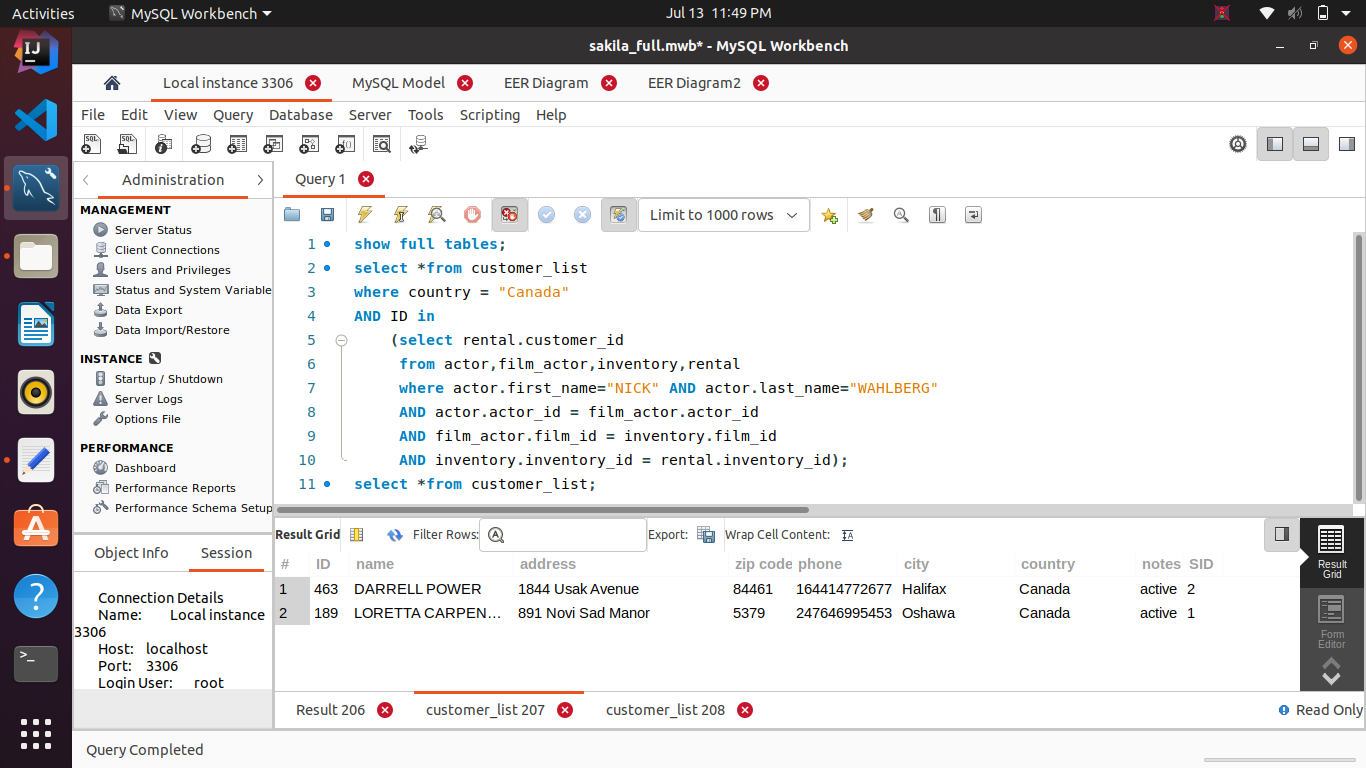 Activities MySQL Workbench Jul 13 11:49 PM
sakila_full.mwb* - MySQL Workbench
Local instance 3306 MySQL Model EER Diagram EER Diagram2
File Edit View Query Database Server Tools Scripting Help
Administration
MANAGEMENT
Server Status
Client Connections
Users and Privileges
Status and System Variable
Data Export
Data Import/Restore
INSTANCE
Startup / Shutdown
Server Logs
Options File
PERFORMANCE
Dashboard
Performance Reports
Performance Schema Setup
Object Info Session
Connection Details
Name: Local instance
3306
Host: localhost
Port: 3306
Login User: root
Query 1
Limit to 1000 rows
1 show full tables;
2 select *from customer_list
3 where country = "Canada"
4 AND ID in
5 (select rental.customer_id
6 from actor,film_actor,inventory,rental
7 where actor.first_name="NICK" AND actor.last_name="WAHLBERG"
8 AND actor.actor_id = film_actor.actor_id
9 AND film_actor.film_id = inventory.film_id
10 AND inventory.inventory_id = rental.inventory_id);
11 select *from customer_list;
Result Grid Filter Rows: Export: Wrap Cell Content:
# ID name address zip code phone city country notes SID
1 463 DARRELL POWER 1844 Usak Avenue 84461 164414772677 Halifax Canada active 2
2 189 LORETTA CARPEN… 891 Novi Sad Manor 5379 247646995453 Oshawa Canada active 1
Result
Grid
Form
Editor
Result 206 customer_list 207 customer_list 208 Read Only
Query Completed